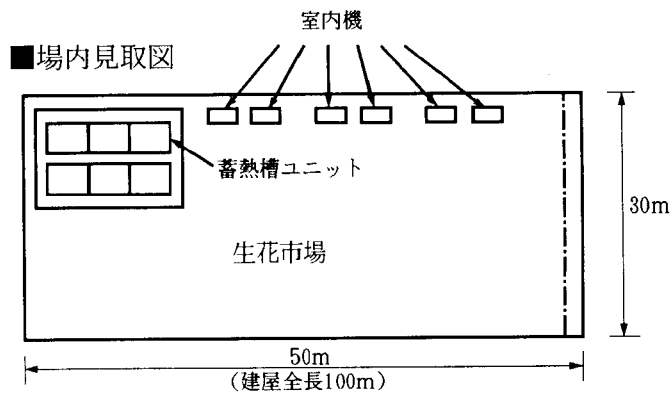 室内機
■場内見取図
蓄熱槽ユニット
30m
生花市場
50m
(建屋全長100m)